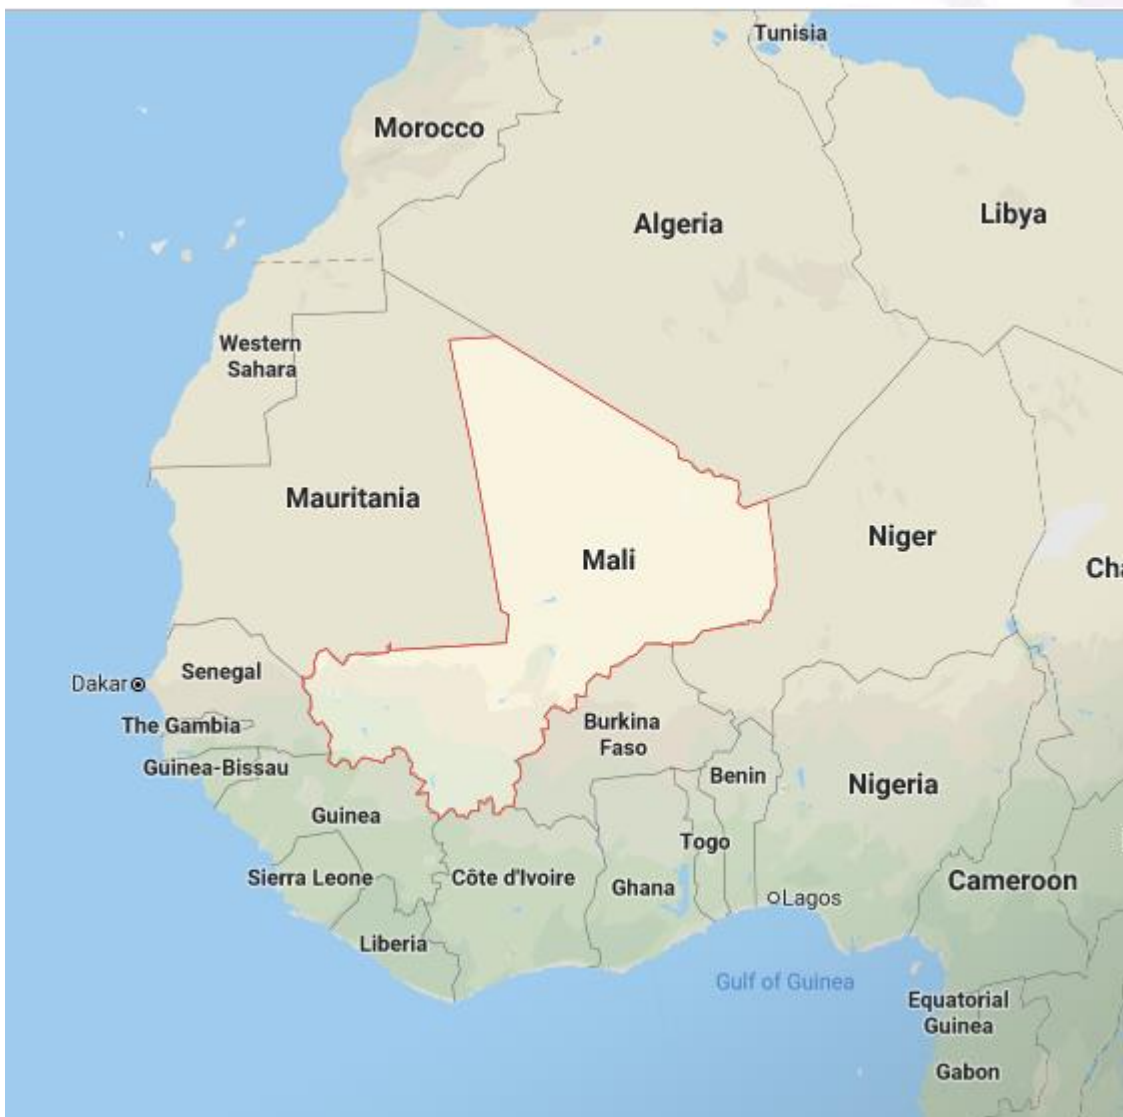 Tunisia
Morocco
Algeria
Libya
Western
Sahara
Mauritania
Niger
Mali
Cha
Senegal
Dakar
The Gambia
Burkina
Faso
Guinea-Bissau
Benin
Nigeria
Guinea
Togo
Sierra Leone
Côte d'Ivoire
Ghana
Cameroon
Lagos
Liberia
Gulf of Guinea
Equatorial
Guinea
Gabon